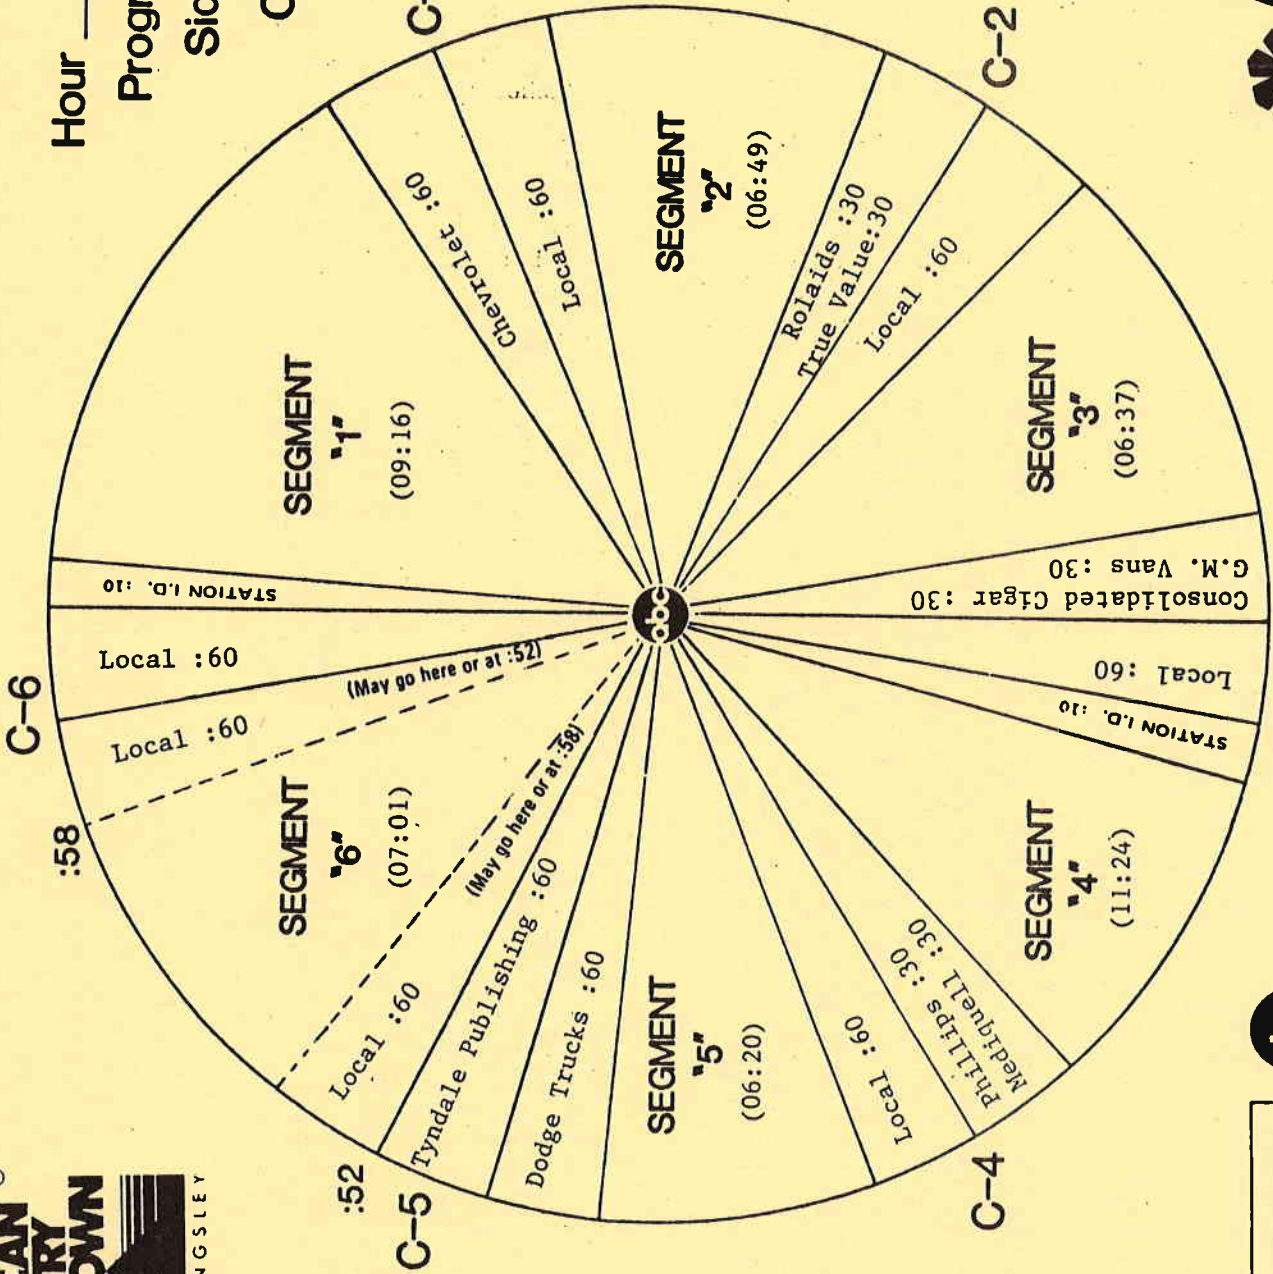 Hour
C-2
SEGMENT
"1"
(09:16)
Chevrolet :60
Local :60
SEGMENT
"2"
(06:49)
Rolaids :30
True Value:30
Local :60
SEGMENT
"3"
(06:37)
G.M. Vans :30
Consolidated Cigar :30
Local :60
STATION I.D. :10
SEGMENT
"4"
(11:24)
Mediquell :30
Phillips :30
C-4
Local :60
SEGMENT
"5"
(06:20)
Dodge Trucks :60
C-5
Tyndale Publishing :60
:52
Local :60
(May go here or at :58)
SEGMENT
"6"
(07:01)
:58
Local :60
(May go here or at :52)
C-6
Local :60
STATION I.D. :10
abc